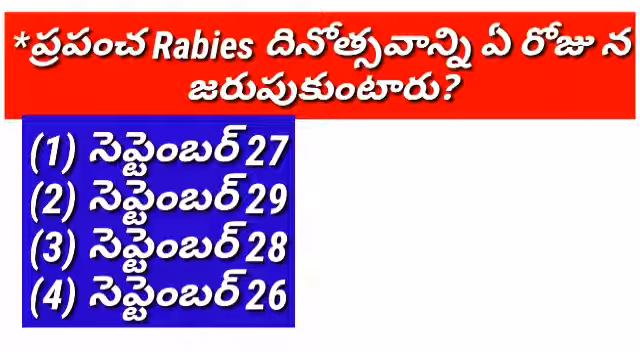 *ప్రపంచ Rabies దినోత్సవాన్ని ఏ రోజు న
జరుపుకుంటారు?
(1) సెప్టెంబర్ 27
(2) సెప్టెంబర్ 29
(3) సెప్టెంబర్ 28
(4) సెప్టెంబర్ 26